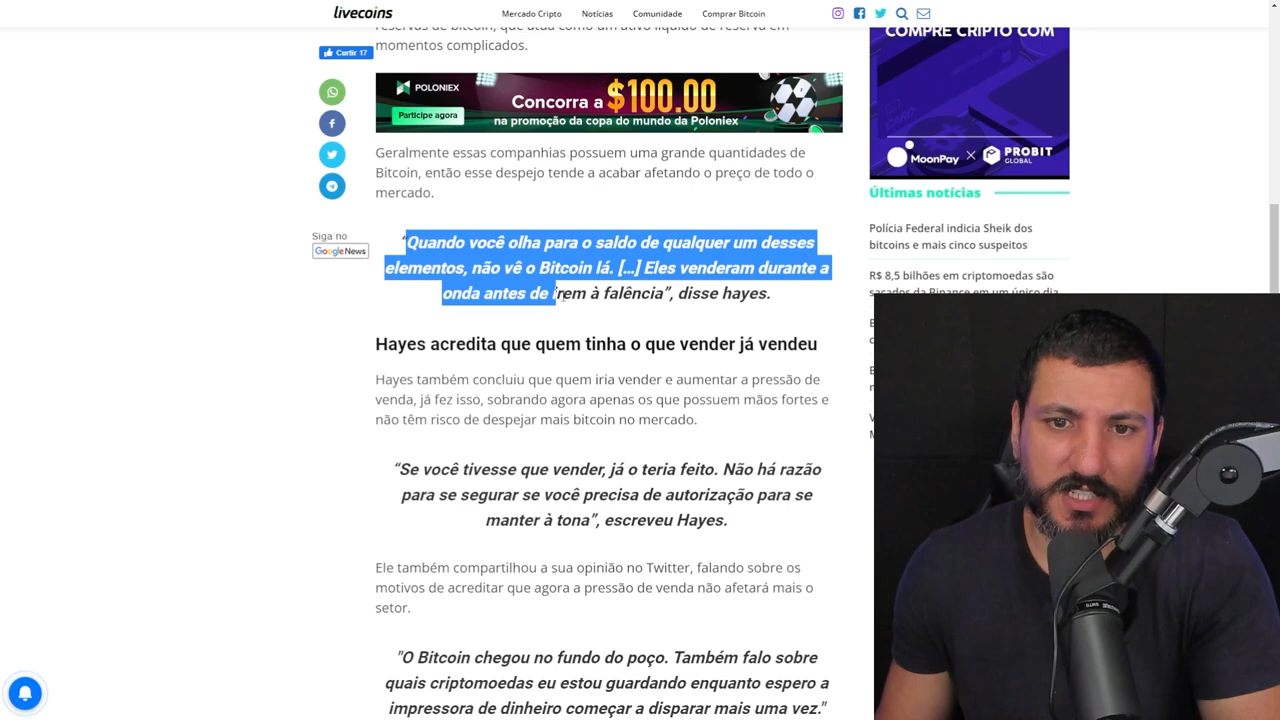 livecoins
Mercado Cripto
Notícias
Comunidade
Comprar Bitcoin
reservas de bitcoin, que atua como um ativo líquido de reserva em
momentos complicados.
Curtir 17
POLONIEX
Participe agora
Concorra a $100.00
na promoção da copa do mundo da Poloniex
COMPRE CRIPTO COM
MoonPay X PROBIT GLOBAL
Geralmente essas companhias possuem uma grande quantidades de
Bitcoin, então esse despejo tende a acabar afetando o preço de todo o
mercado.
Siga no
Google News
“Quando você olha para o saldo de qualquer um desses
elementos, não vê o Bitcoin lá. [...] Eles venderam durante a
onda antes de irem à falência”, disse hayes.
Hayes acredita que quem tinha o que vender já vendeu
Hayes também concluiu que quem iria vender e aumentar a pressão de
venda, já fez isso, sobrando agora apenas os que possuem mãos fortes e
não têm risco de despejar mais bitcoin no mercado.
“Se você tivesse que vender, já o teria feito. Não há razão
para se segurar se você precisa de autorização para se
manter à tona”, escreveu Hayes.
Ele também compartilhou a sua opinião no Twitter, falando sobre os
motivos de acreditar que agora a pressão de venda não afetará mais o
setor.
"O Bitcoin chegou no fundo do poço. Também falo sobre
quais criptomoedas eu estou guardando enquanto espero a
impressora de dinheiro começar a disparar mais uma vez."
Últimas notícias
Polícia Federal indicia Sheik dos
bitcoins e mais cinco suspeitos
R$ 8,5 bilhões em criptomoedas são
sacados da Binance em um único dia